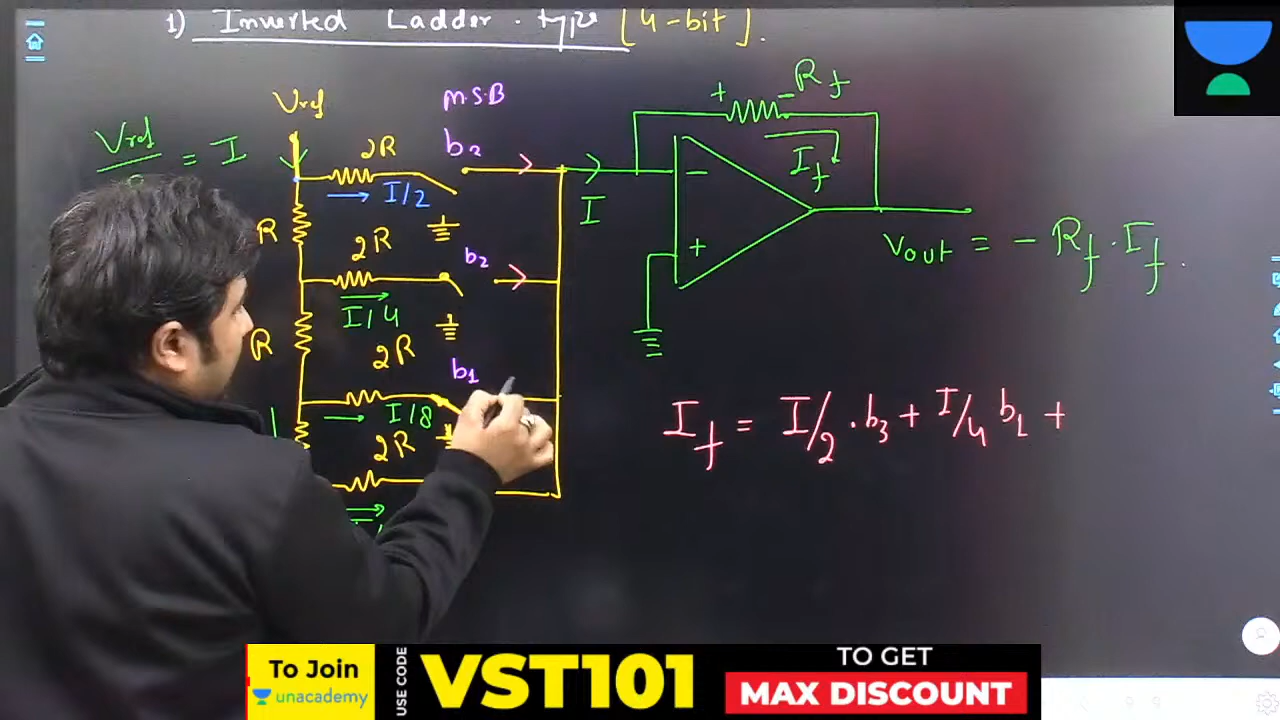 1) Inverted Ladder type [4-bit].
Vref
M.S.B
Rf
+ -
Vref = I
2R
b3
I
If
I/2
R
2R
b2
Vout = - Rf . If .
I/4
R
2R
b1
I/8
2R
If = I/2 . b3 + I/4 b2 +
To Join
unacademy
USE CODE
VST101
TO GET
MAX DISCOUNT